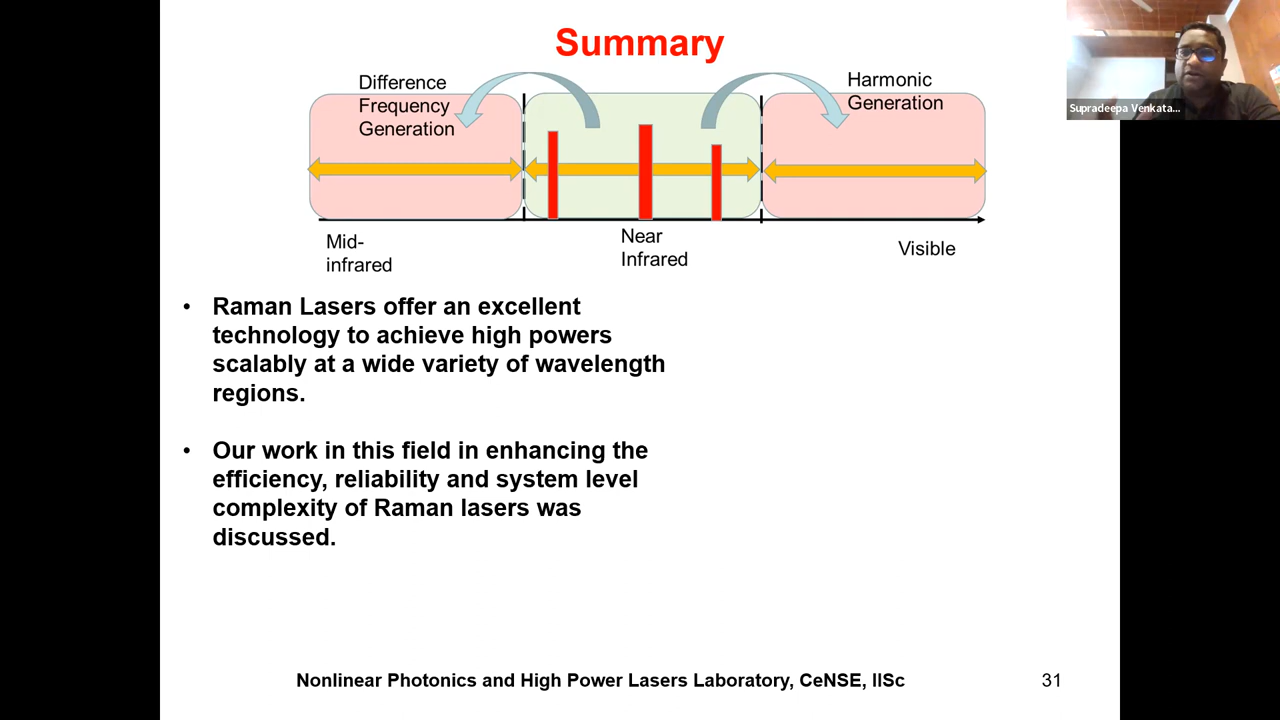 Summary
Difference
Frequency
Generation
Harmonic
Generation
Mid-
infrared
Near
Infrared
Visible
• Raman Lasers offer an excellent
technology to achieve high powers
scalably at a wide variety of wavelength
regions.
• Our work in this field in enhancing the
efficiency, reliability and system level
complexity of Raman lasers was
discussed.
Nonlinear Photonics and High Power Lasers Laboratory, CeNSE, IISc
31
Supradeepa Venkata...